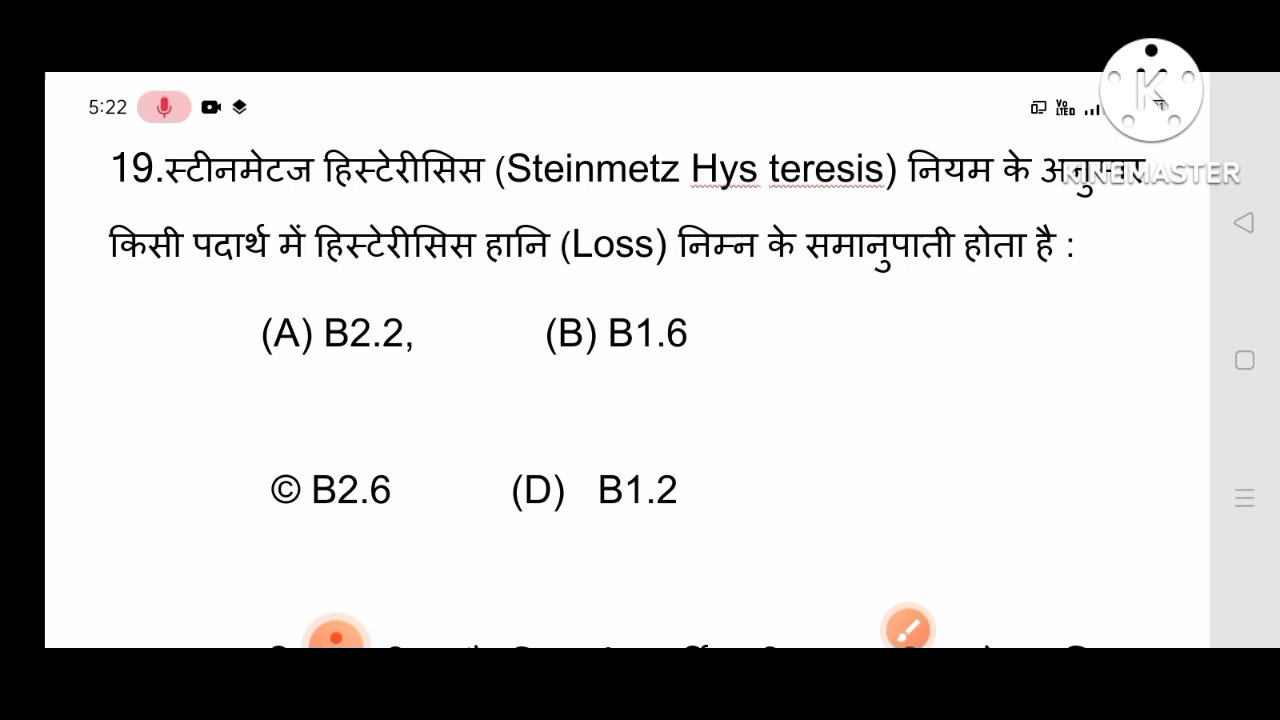 5:22
KINEMASTER
19.स्टीनमेटज हिस्टेरीसिस (Steinmetz Hys teresis) नियम के
किसी पदार्थ में हिस्टेरीसिस हानि (Loss) निम्न के समानुपाती होता है :
(A) B2.2, (B) B1.6
© B2.6 (D) B1.2